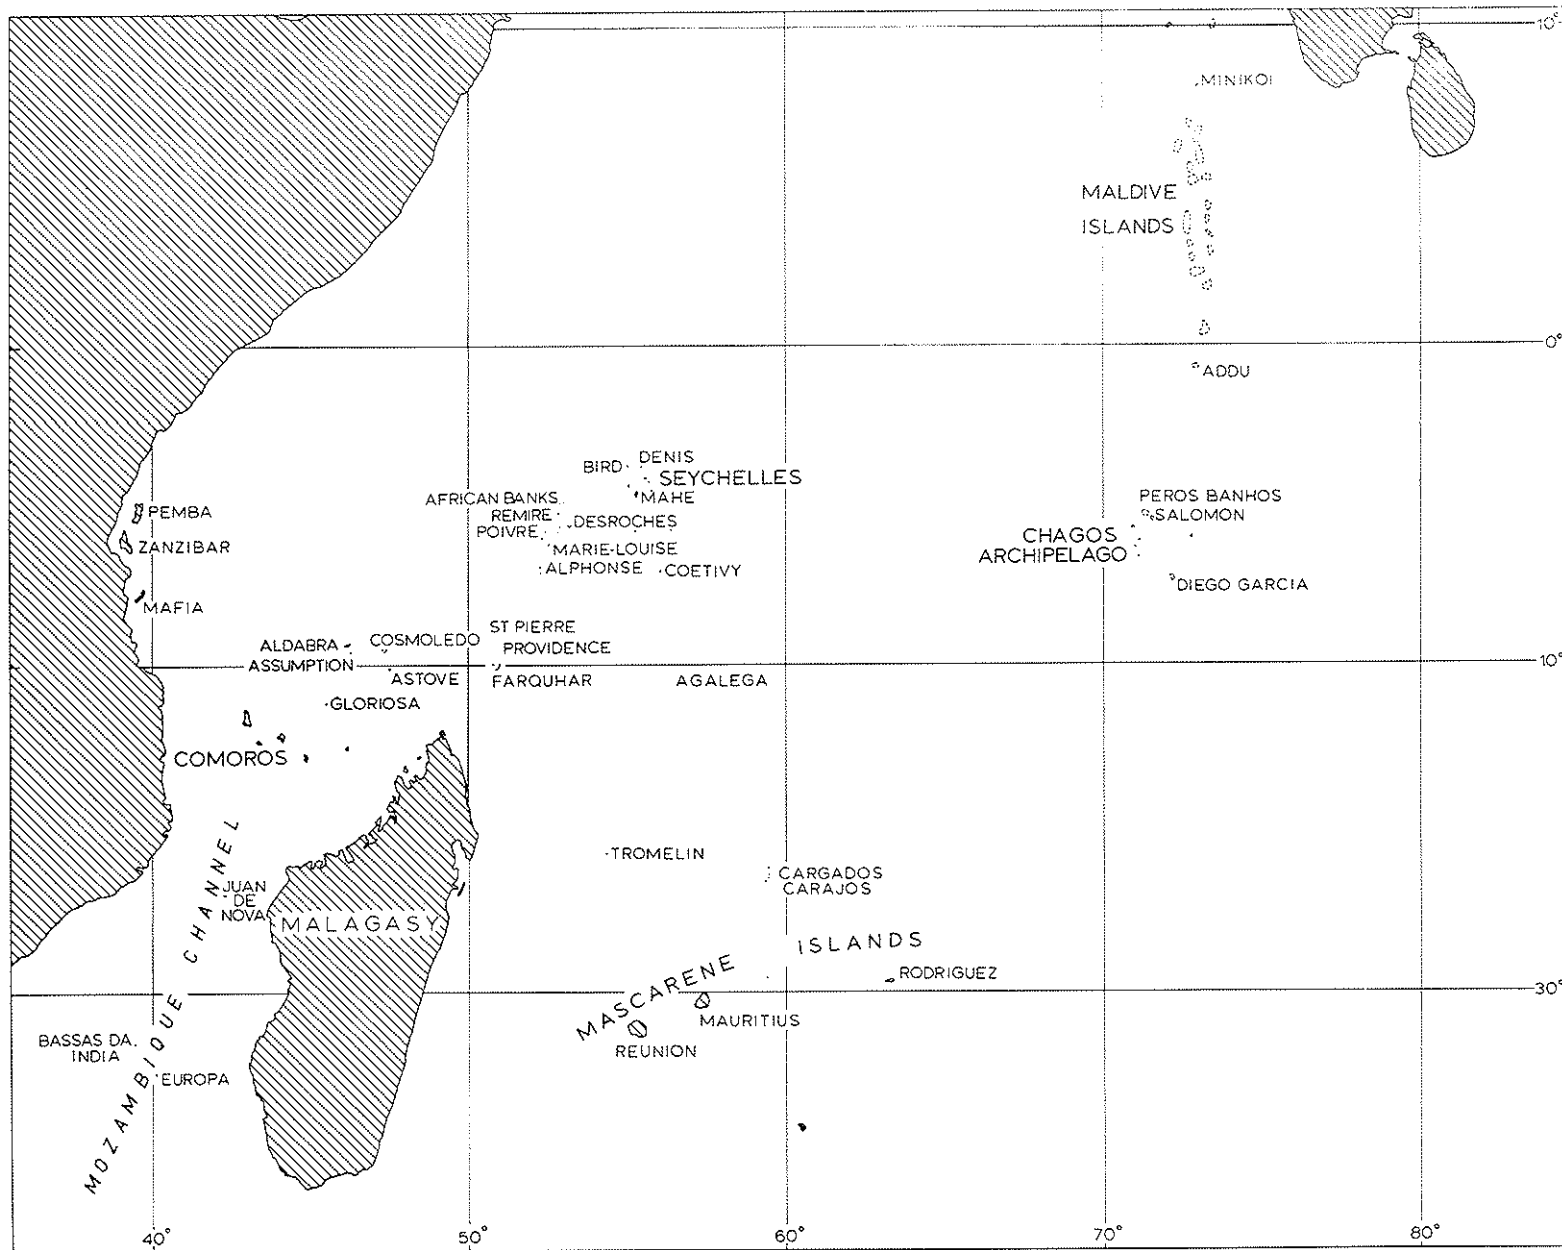 10°
MINIKOI
MALDIVE
ISLANDS
0°
ADDU
DENIS
BIRD
SEYCHELLES
MAHE
AFRICAN BANKS
REMIRE
DESROCHES
POIVRE
MARIE-LOUISE
ALPHONSE
COETIVY
PEROS BANHOS
SALOMON
CHAGOS
ARCHIPELAGO
DIEGO GARCIA
PEMBA
ZANZIBAR
MAFIA
ST PIERRE
ALDABRA
COSMOLEDO
PROVIDENCE
ASSUMPTION
10°
ASTOVE
FARQUHAR
AGALEGA
GLORIOSA
COMOROS
MOZAMBIQUE CHANNEL
TROMELIN
CARGADOS
CARAJOS
JUAN
DE
NOVA
MALAGASY
MASCARENE ISLANDS
RODRIGUEZ
30°
MAURITIUS
REUNION
BASSAS DA.
INDIA
EUROPA
40°
50°
60°
70°
80°